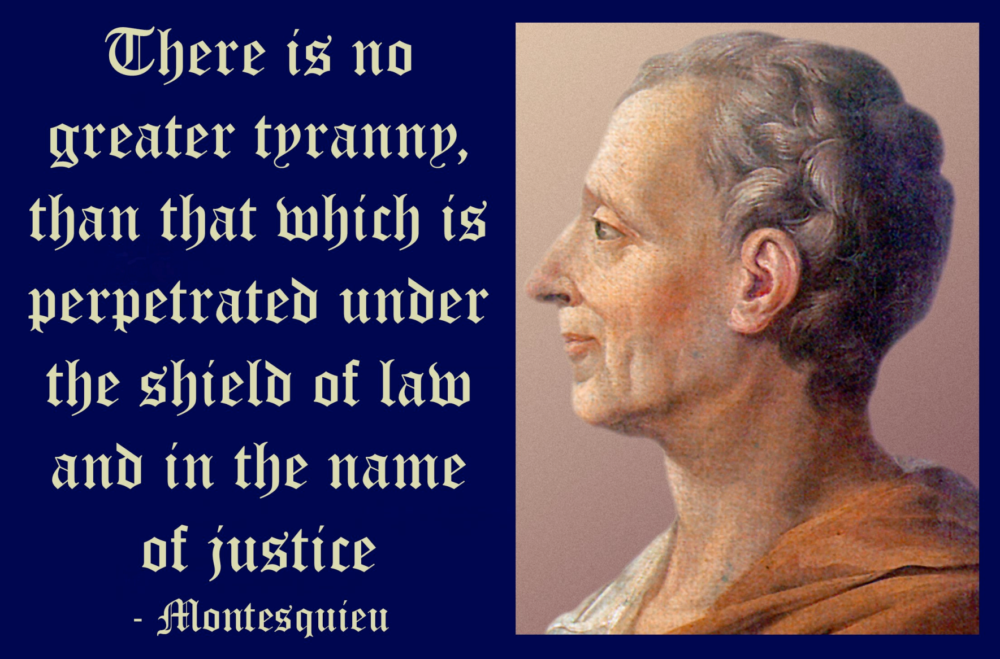 There is no
greater tyranny,
than that which is
perpetrated under
the shield of law
and in the name
of justice
- Montesquieu